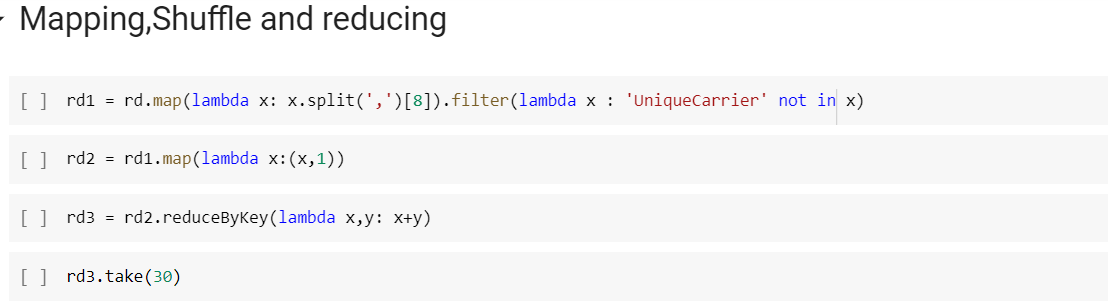 Mapping,Shuffle and reducing
[ ] rd1 = rd.map(lambda x: x.split(',')[8]).filter(lambda x : 'UniqueCarrier' not in x)
[ ] rd2 = rd1.map(lambda x:(x,1))
[ ] rd3 = rd2.reduceByKey(lambda x,y: x+y)
[ ] rd3.take(30)